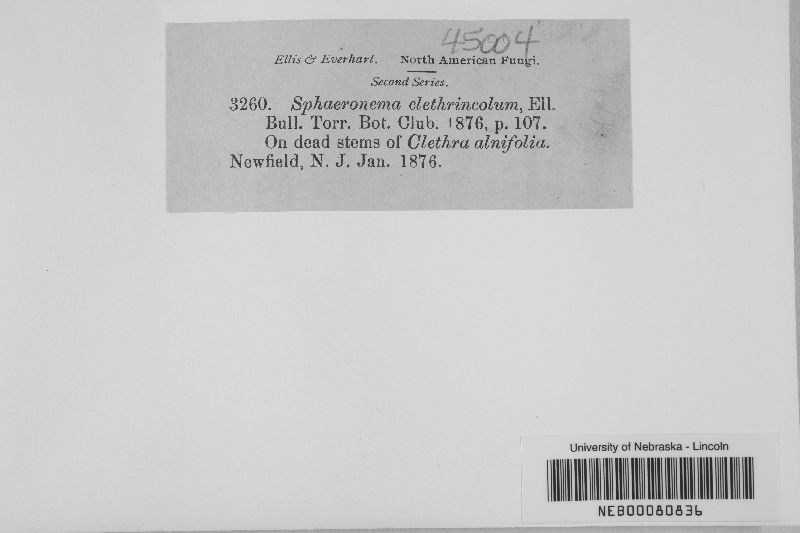 45004
Ellis & Everhart. North American Fungi.
Second Series.
3260. Sphaeronema clethrincolum, Ell.
Bull. Torr. Bot. Club. 1876, p. 107.
On dead stems of Clethra alnifolia.
Newfield, N. J. Jan. 1876.
University of Nebraska - Lincoln
NEB00080836